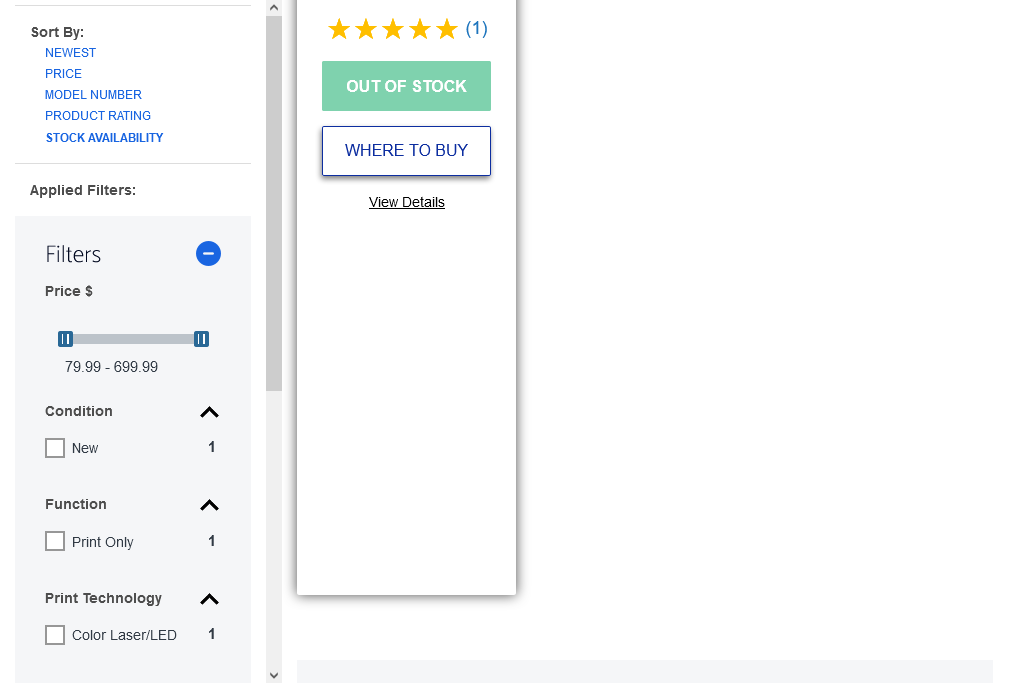 Sort By:
NEWEST
PRICE
MODEL NUMBER
PRODUCT RATING
STOCK AVAILABILITY
Applied Filters:
Filters
Price $
79.99 - 699.99
Condition
New 1
Function
Print Only 1
Print Technology
Color Laser/LED 1
(1)
OUT OF STOCK
WHERE TO BUY
View Details